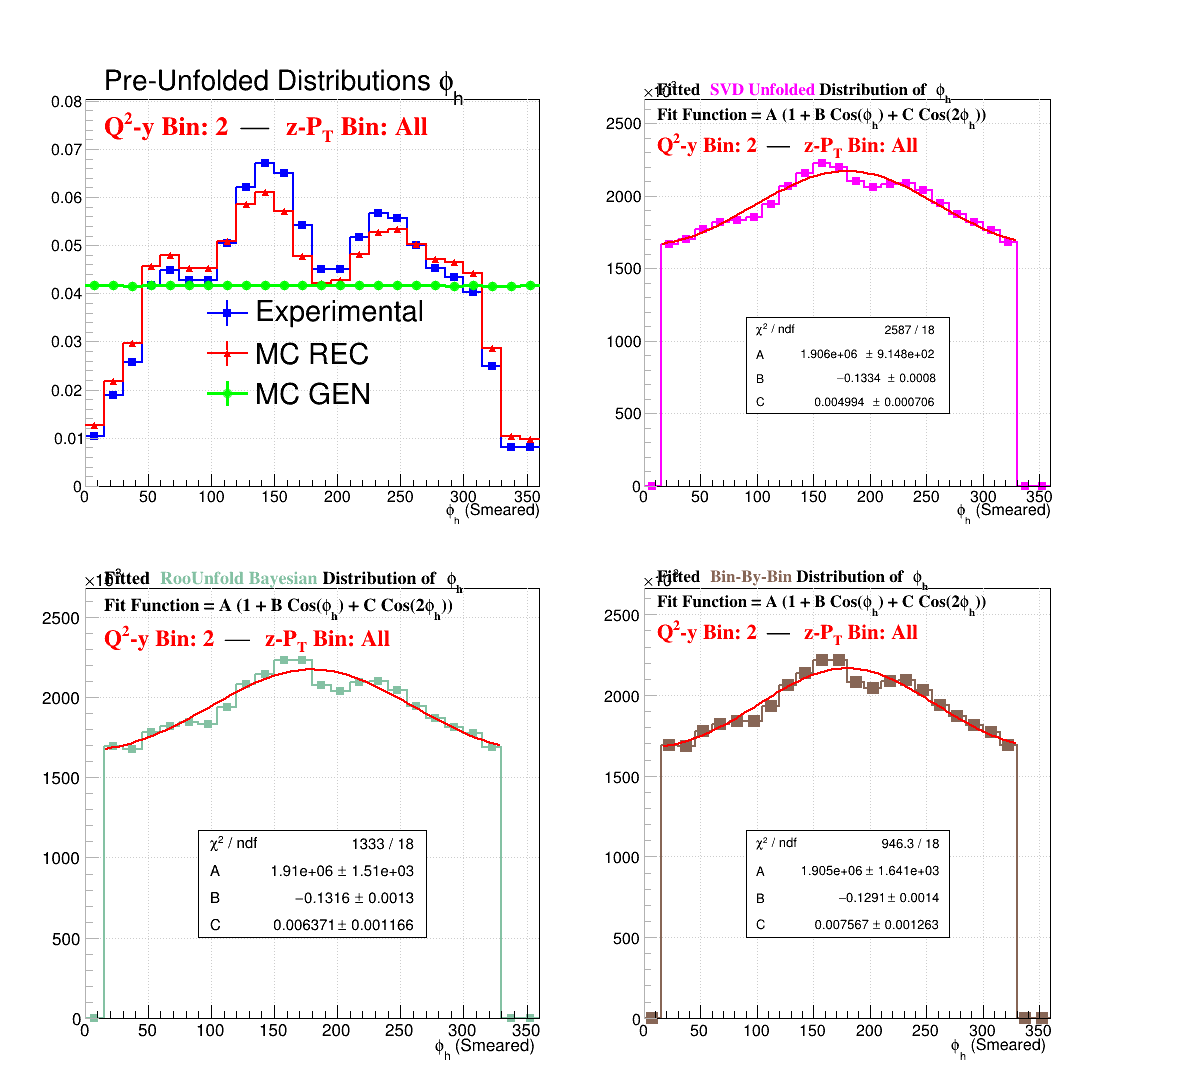 Pre-Unfolded Distributions ϕh
Q²-y Bin: 2 — z-PT Bin: All
0.08
0.07
0.06
0.05
0.04
0.03
0.02
0.01
0
Experimental
MC REC
MC GEN
0 50 100 150 200 250 300 350
ϕh (Smeared)
Fitted SVD Unfolded Distribution of ϕh
Fit Function = A (1 + B Cos(ϕh) + C Cos(2ϕh))
Q²-y Bin: 2 — z-PT Bin: All
2500
2000
1500
1000
500
0
χ² / ndf 2587 / 18
A 1.906e+06 ± 9.148e+02
B −0.1334 ± 0.0008
C 0.004994 ± 0.000706
0 50 100 150 200 250 300 350
ϕh (Smeared)
Fitted RooUnfold Bayesian Distribution of ϕh
Fit Function = A (1 + B Cos(ϕh) + C Cos(2ϕh))
Q²-y Bin: 2 — z-PT Bin: All
2500
2000
1500
1000
500
0
χ² / ndf 1333 / 18
A 1.91e+06 ± 1.51e+03
B −0.1316 ± 0.0013
C 0.006371 ± 0.001166
0 50 100 150 200 250 300 350
ϕh (Smeared)
Fitted Bin-By-Bin Distribution of ϕh
Fit Function = A (1 + B Cos(ϕh) + C Cos(2ϕh))
Q²-y Bin: 2 — z-PT Bin: All
2500
2000
1500
1000
500
0
χ² / ndf 946.3 / 18
A 1.905e+06 ± 1.641e+03
B −0.1291 ± 0.0014
C 0.007567 ± 0.001263
0 50 100 150 200 250 300 350
ϕh (Smeared)